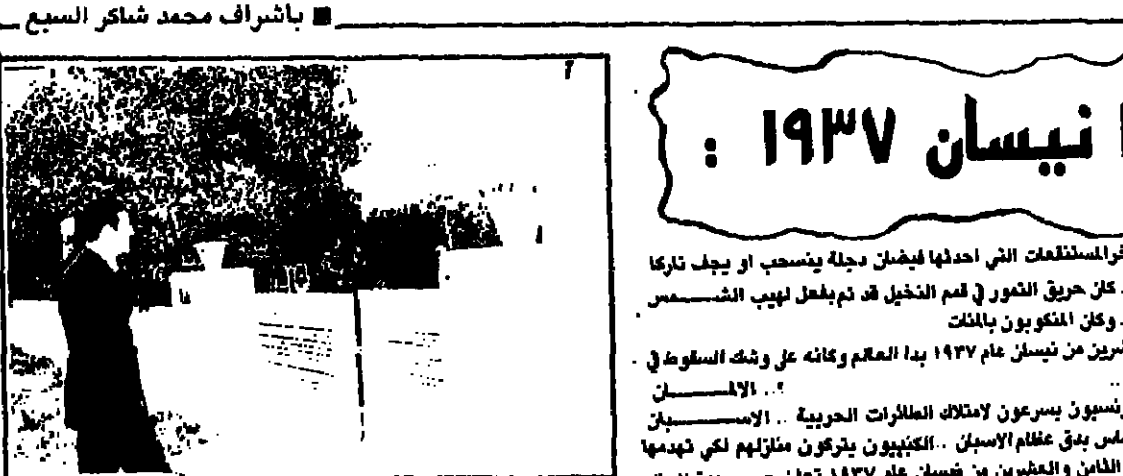 ■ باشراف محمد شاكر السبع
نيسان ١٩٣٧ :
المستنقعات التي احدثها فيضان دجلة ينسحب او يجف تاركا
. كان حريق التمور في قمم النخيل قد تم بفعل لهيب الشمس
. وكان المنكوبون بالمئات
من نيسان عام ١٩٣٧ بدا العالم وكانه على وشك السقوط في
؟ .. الالمان
يسرعون لامتلاك الطائرات الحربية .. الاسبان
بدق عظام الاسبان .. يتركون منازلهم لكي تهدمها
الثامن والعشرين من نيسان عام ١٩٣٧